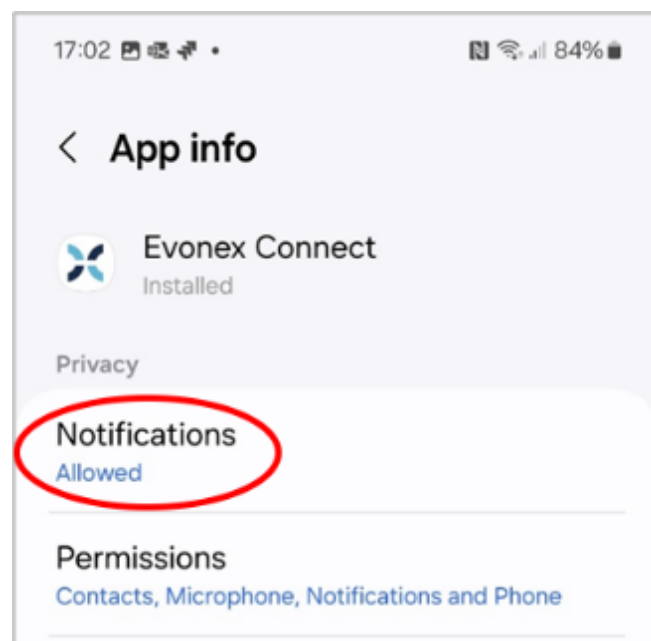 17:02 84%
App info
Evonex Connect
Installed
Privacy
Notifications
Allowed
Permissions
Contacts, Microphone, Notifications and Phone